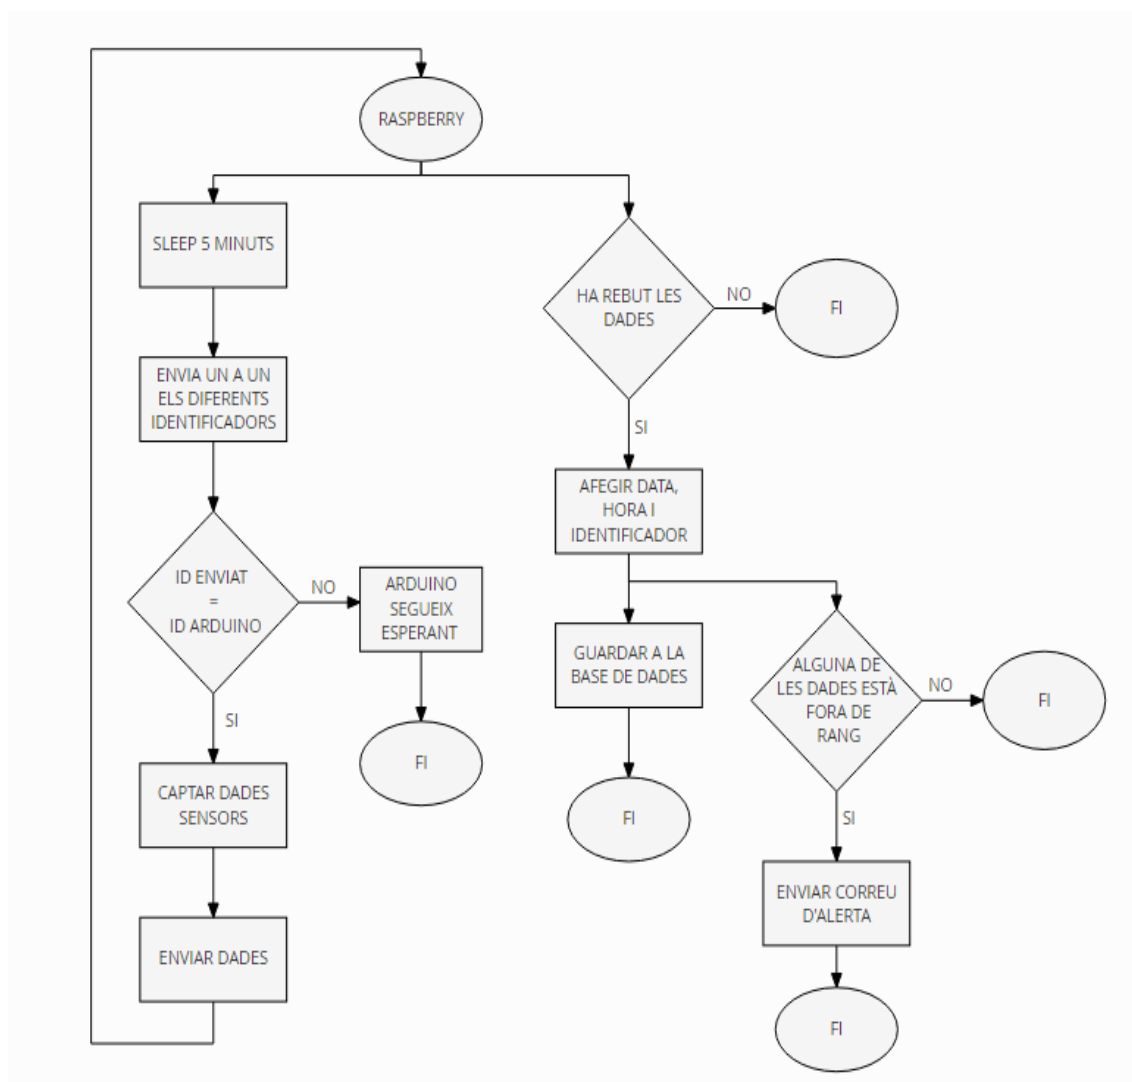 RASPBERRY
SLEEP 5 MINUTS
ENVIA UN A UN
ELS DIFERENTS
IDENTIFICADORS
ID ENVIAT
=
ID ARDUINO
NO
ARDUINO
SEGUEIX
ESPERANT
FI
SI
CAPTAR DADES
SENSORS
ENVIAR DADES
HA REBUT LES
DADES
NO
FI
SI
AFEGIR DATA,
HORA I
IDENTIFICADOR
GUARDAR A LA
BASE DE DADES
FI
ALGUNA DE
LES DADES ESTÀ
FORA DE
RANG
NO
FI
SI
ENVIAR CORREU
D'ALERTA
FI